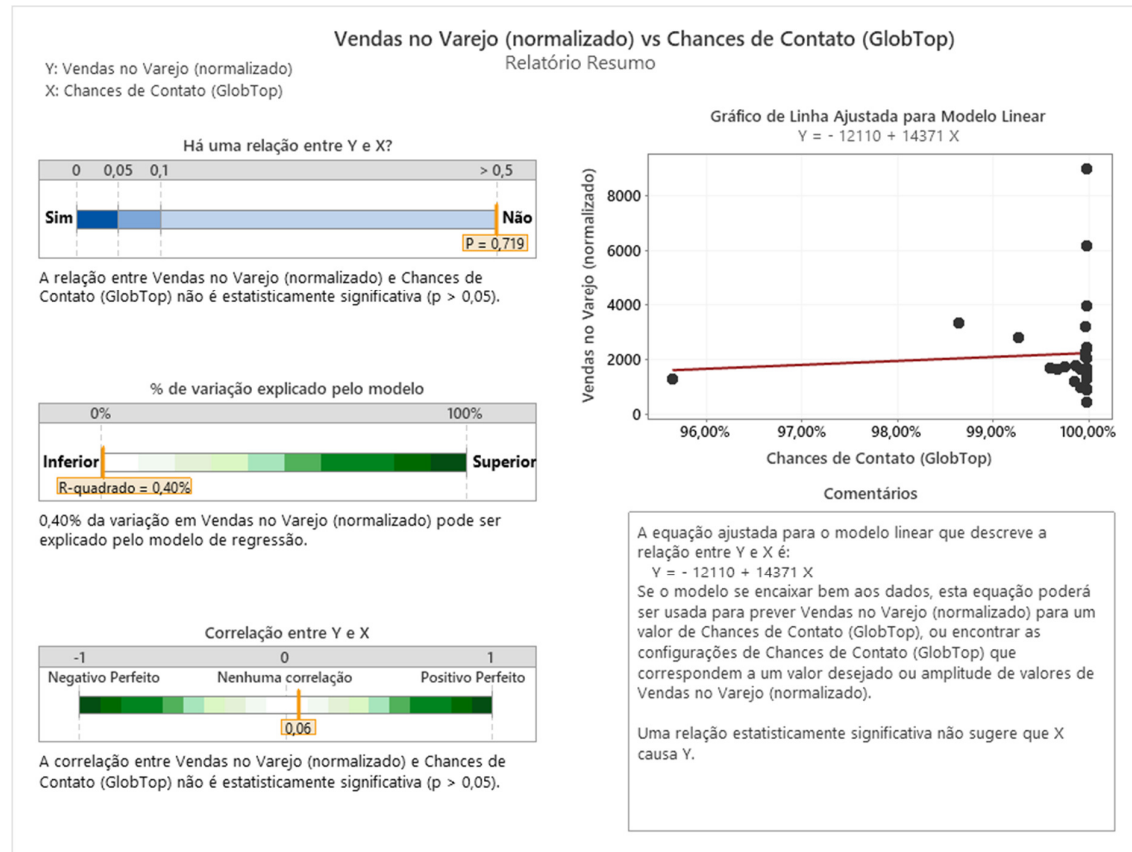 Vendas no Varejo (normalizado) vs Chances de Contato (GlobTop)
Relatório Resumo
Y: Vendas no Varejo (normalizado)
X: Chances de Contato (GlobTop)
Há uma relação entre Y e X?
0 0,05 0,1 > 0,5
Sim Não
P = 0,719
A relação entre Vendas no Varejo (normalizado) e Chances de
Contato (GlobTop) não é estatisticamente significativa (p > 0,05).
% de variação explicado pelo modelo
0% 100%
Inferior Superior
R-quadrado = 0,40%
0,40% da variação em Vendas no Varejo (normalizado) pode ser
explicado pelo modelo de regressão.
Correlação entre Y e X
-1 0 1
Negativo Perfeito Nenhuma correlação Positivo Perfeito
0,06
A correlação entre Vendas no Varejo (normalizado) e Chances de
Contato (GlobTop) não é estatisticamente significativa (p > 0,05).
Gráfico de Linha Ajustada para Modelo Linear
Y = - 12110 + 14371 X
Vendas no Varejo (normalizado)
8000
6000
4000
2000
0
96,00% 97,00% 98,00% 99,00% 100,00%
Chances de Contato (GlobTop)
Comentários
A equação ajustada para o modelo linear que descreve a
relação entre Y e X é:
Y = - 12110 + 14371 X
Se o modelo se encaixar bem aos dados, esta equação poderá
ser usada para prever Vendas no Varejo (normalizado) para um
valor de Chances de Contato (GlobTop), ou encontrar as
configurações de Chances de Contato (GlobTop) que
correspondem a um valor desejado ou amplitude de valores de
Vendas no Varejo (normalizado).
Uma relação estatisticamente significativa não sugere que X
causa Y.